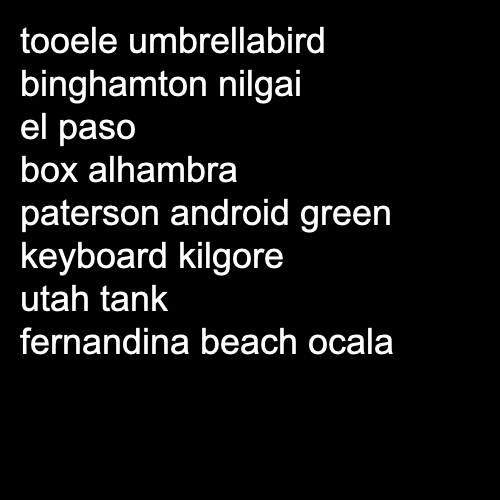 tooele umbrellabird
binghamton nilgai
el paso
box alhambra
paterson android green
keyboard kilgore
utah tank
fernandina beach ocala